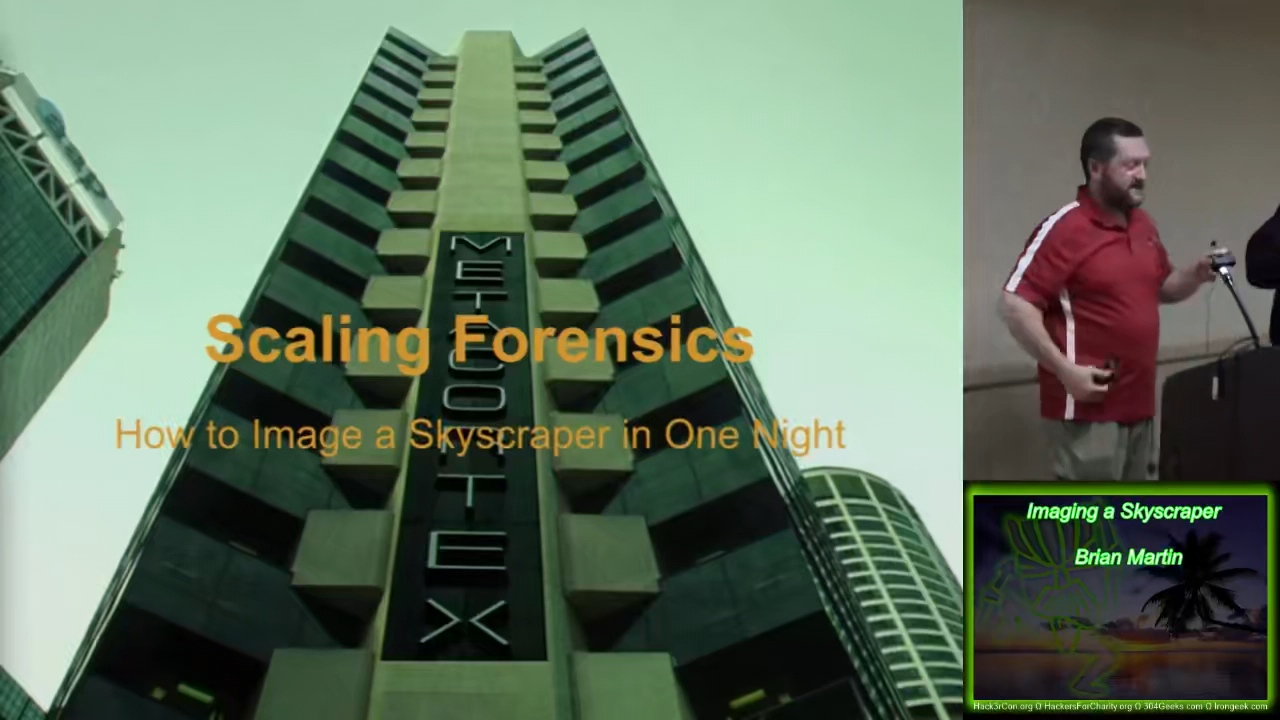 Scaling Forensics
How to Image a Skyscraper in One Night
METCORTEX
Imaging a Skyscraper
Brian Martin
Hack3rCon.org Ω HackersForCharity.org Ω 304Geeks.com Ω Irongeek.com